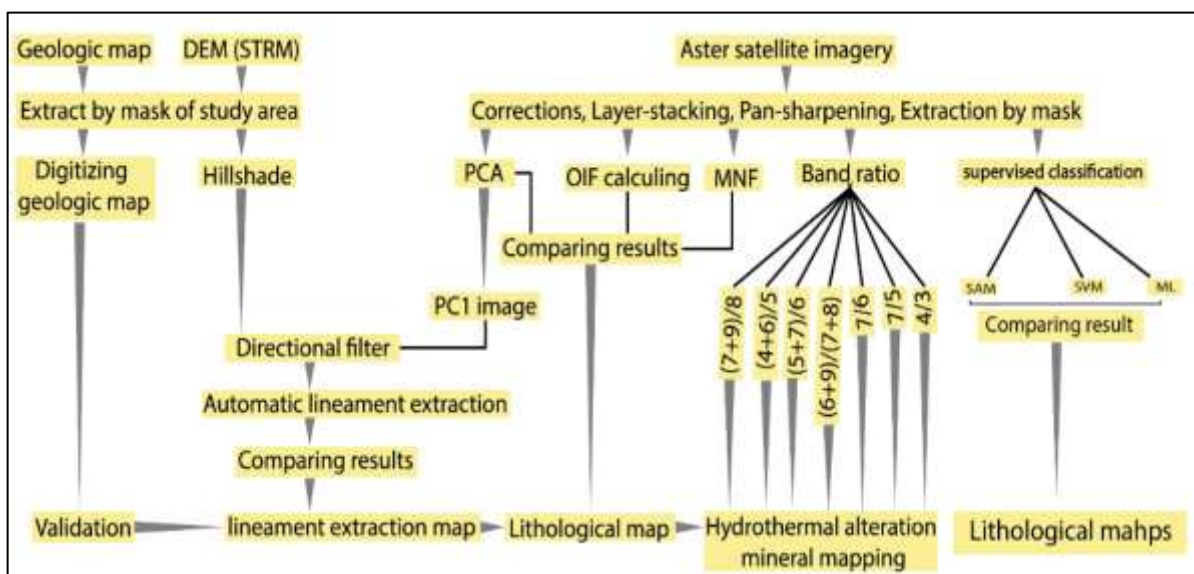 Geologic map
DEM (STRM)
Aster satellite imagery
Extract by mask of study area
Corrections, Layer-stacking, Pan-sharpening, Extraction by mask
Digitizing
geologic map
Hillshade
PCA
OIF calculing
MNF
Band ratio
supervised classification
Comparing results
PC1 image
(7+9)/8
(4+6)/5
(5+7)/6
(6+9)/(7+8)
7/6
7/5
4/3
SAM
SVM
ML
Comparing result
Directional filter
Automatic lineament extraction
Comparing results
Validation
lineament extraction map
Lithological map
Hydrothermal alteration
mineral mapping
Lithological mahps